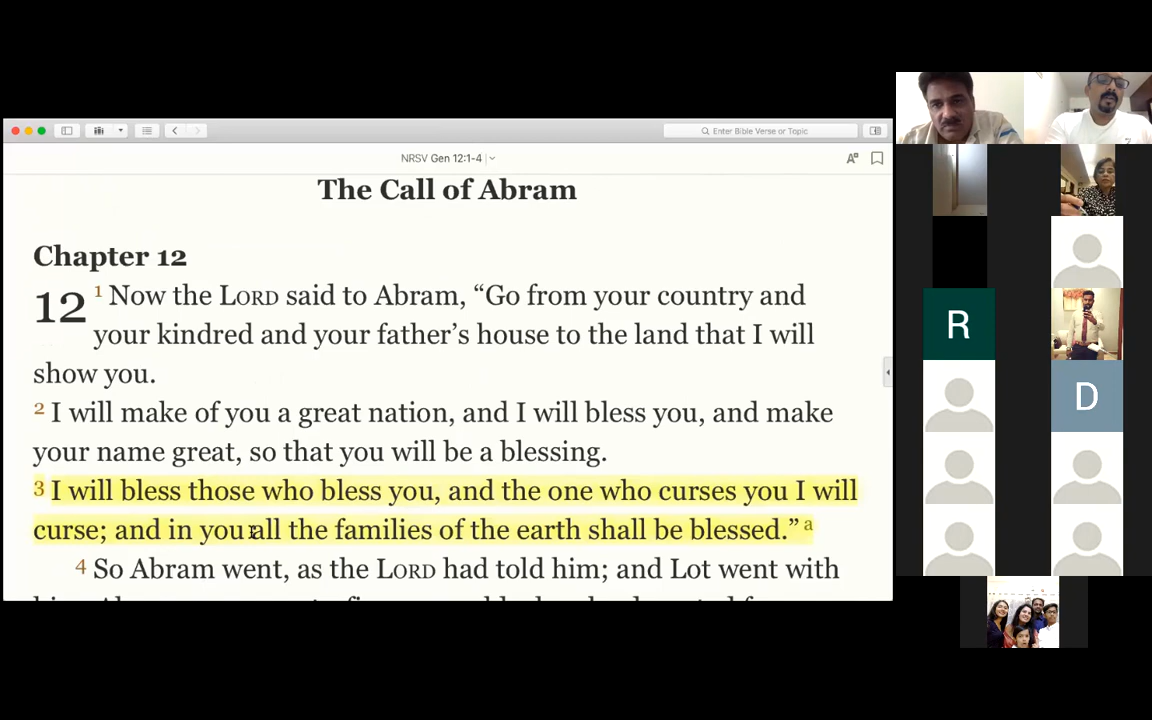 Enter Bible Verse or Topic
NRSV Gen 12:1-4
The Call of Abram
Chapter 12
12 1 Now the LORD said to Abram, “Go from your country and
your kindred and your father’s house to the land that I will
show you.
2 I will make of you a great nation, and I will bless you, and make
your name great, so that you will be a blessing.
3 I will bless those who bless you, and the one who curses you I will
curse; and in you all the families of the earth shall be blessed.” a
4 So Abram went, as the LORD had told him; and Lot went with
R
D